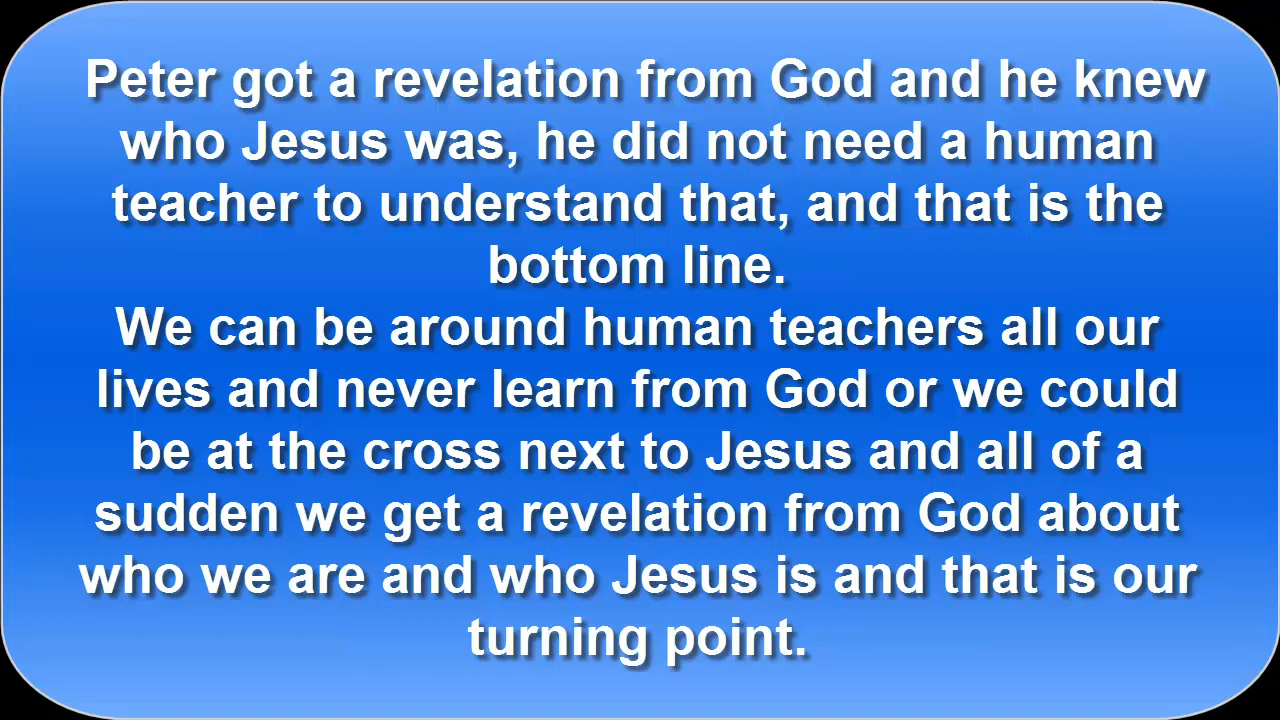 Peter got a revelation from God and he knew
who Jesus was, he did not need a human
teacher to understand that, and that is the
bottom line.
We can be around human teachers all our
lives and never learn from God or we could
be at the cross next to Jesus and all of a
sudden we get a revelation from God about
who we are and who Jesus is and that is our
turning point.